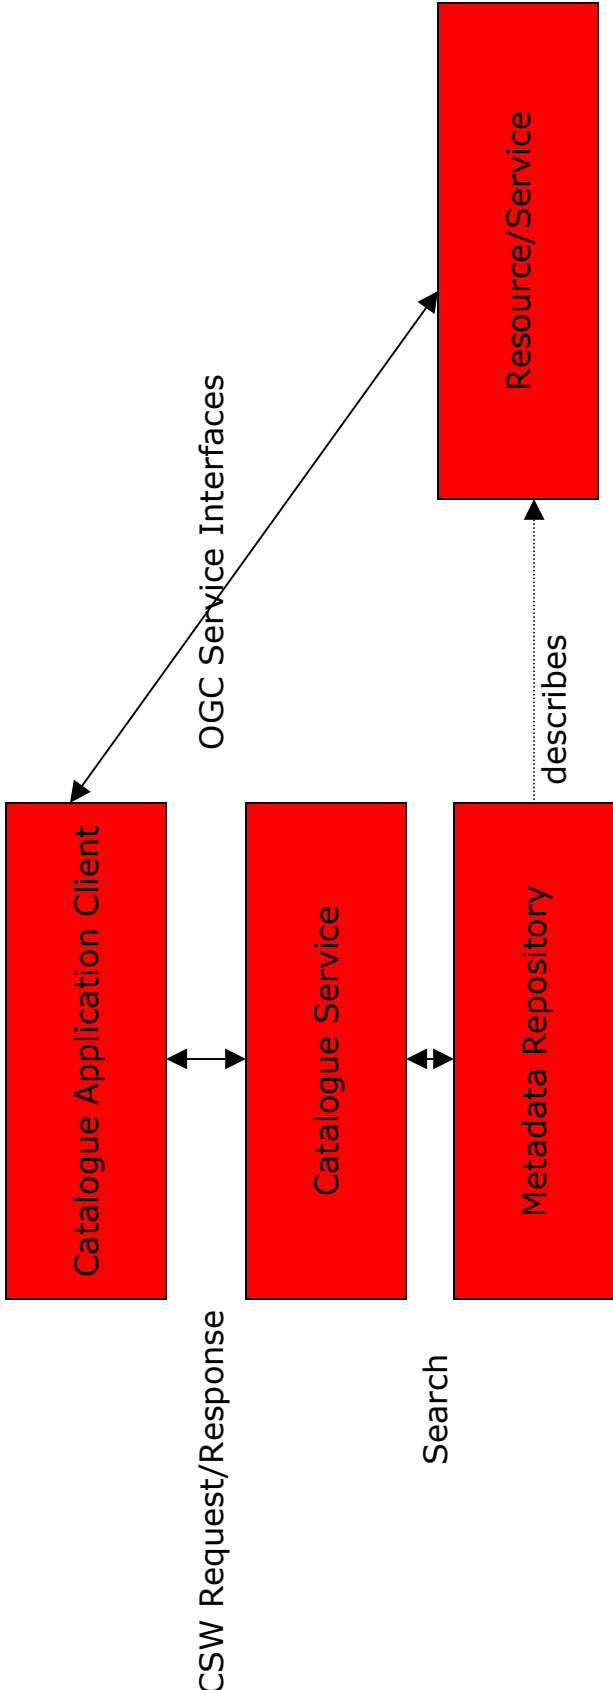 Catalogue Application Client
CSW Request/Response
OGC Service Interfaces
Catalogue Service
Search
Metadata Repository
describes
Resource/Service